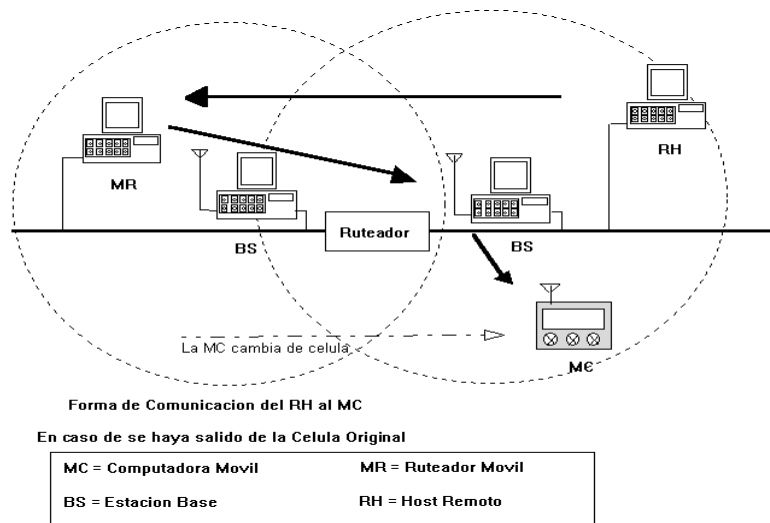 RH
MR
BS
Ruteador
BS
La MC cambia de celula
MC
Forma de Comunicacion del RH al MC
En caso de se haya salido de la Celula Original
MC = Computadora Movil
MR = Ruteador Movil
BS = Estacion Base
RH = Host Remoto